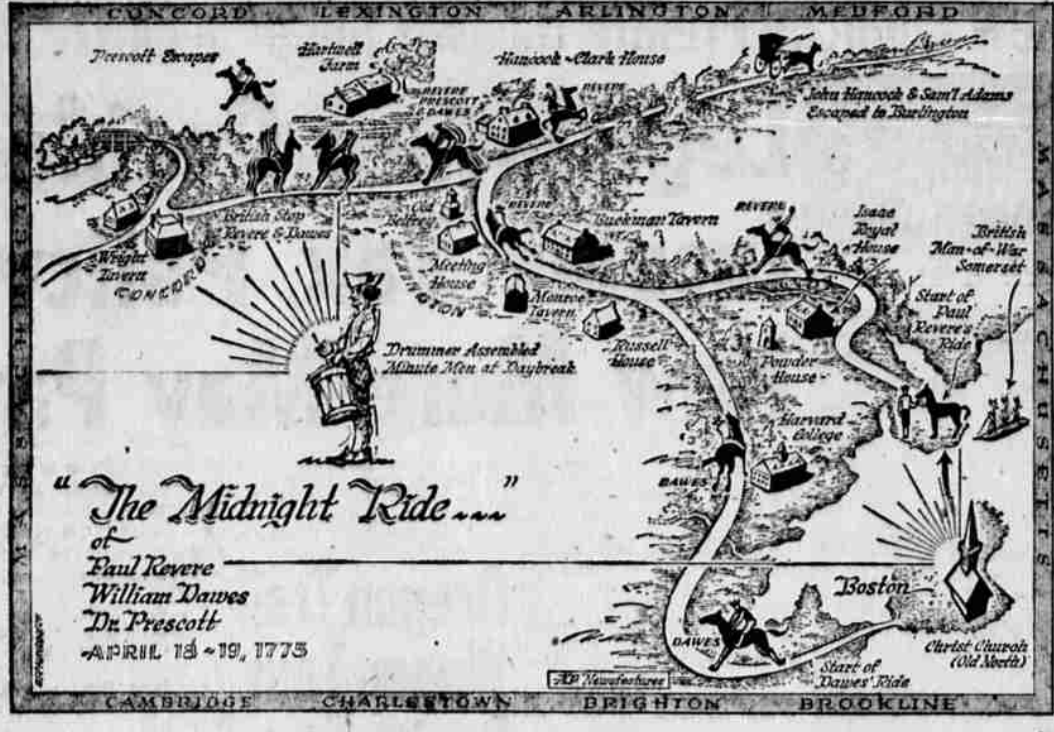 CONCORD LEXINGTON ARLINGTON MEDFORD
MASSACHUSETTS
MASSACHUSETTS
Prescott Escapes
Hartwell
Farm
REVERE
PRESCOTT
DAWES
Hancock-Clark House
REVERE
John Hancock & Sam'l Adams
Escaped to Burlington
British Stop
Revere & Dawes
Wright
Tavern
CONCORD
Old
Belfrey
Meeting
House
LEXINGTON
REVERE
Buckman Tavern
Monroe
Tavern
Russell
House
REVERE
Isaac
Royal
House
British
Man-of-War
Somerset
Start of
Paul
Revere's
Ride
Powder
House
Drummer Assembled
Minute Men at Daybreak
Harvard
College
DAWES
"The Midnight Ride..."
of
Paul Revere
William Dawes
Dr. Prescott
APRIL 18-19, 1775
Boston
DAWES
Start of
Dawes' Ride
Christ Church
(Old North)
AP Newsfeatures
CAMBRIDGE CHARLESTOWN BRIGHTON BROOKLINE